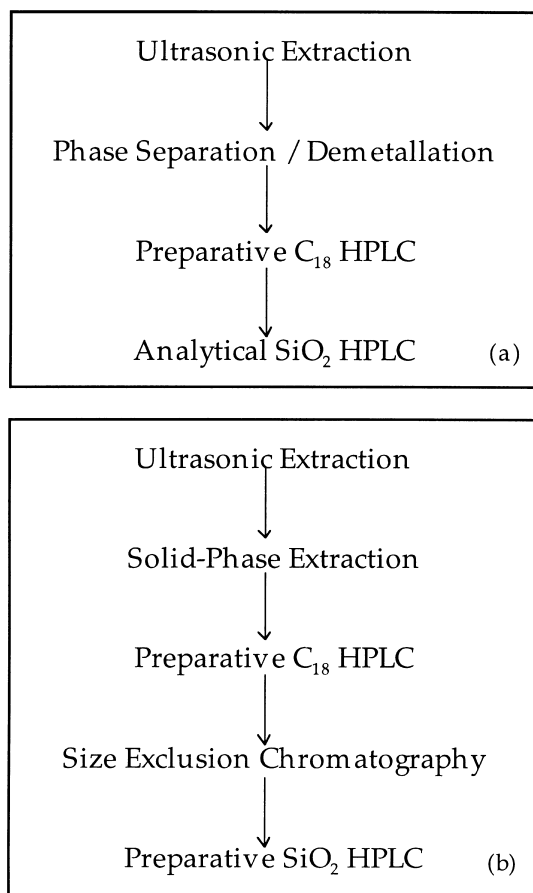 Ultrasonic Extraction
Phase Separation / Demetallation
Preparative C₁₈ HPLC
Analytical SiO₂ HPLC (a)
Ultrasonic Extraction
Solid-Phase Extraction
Preparative C₁₈ HPLC
Size Exclusion Chromatography
Preparative SiO₂ HPLC (b)